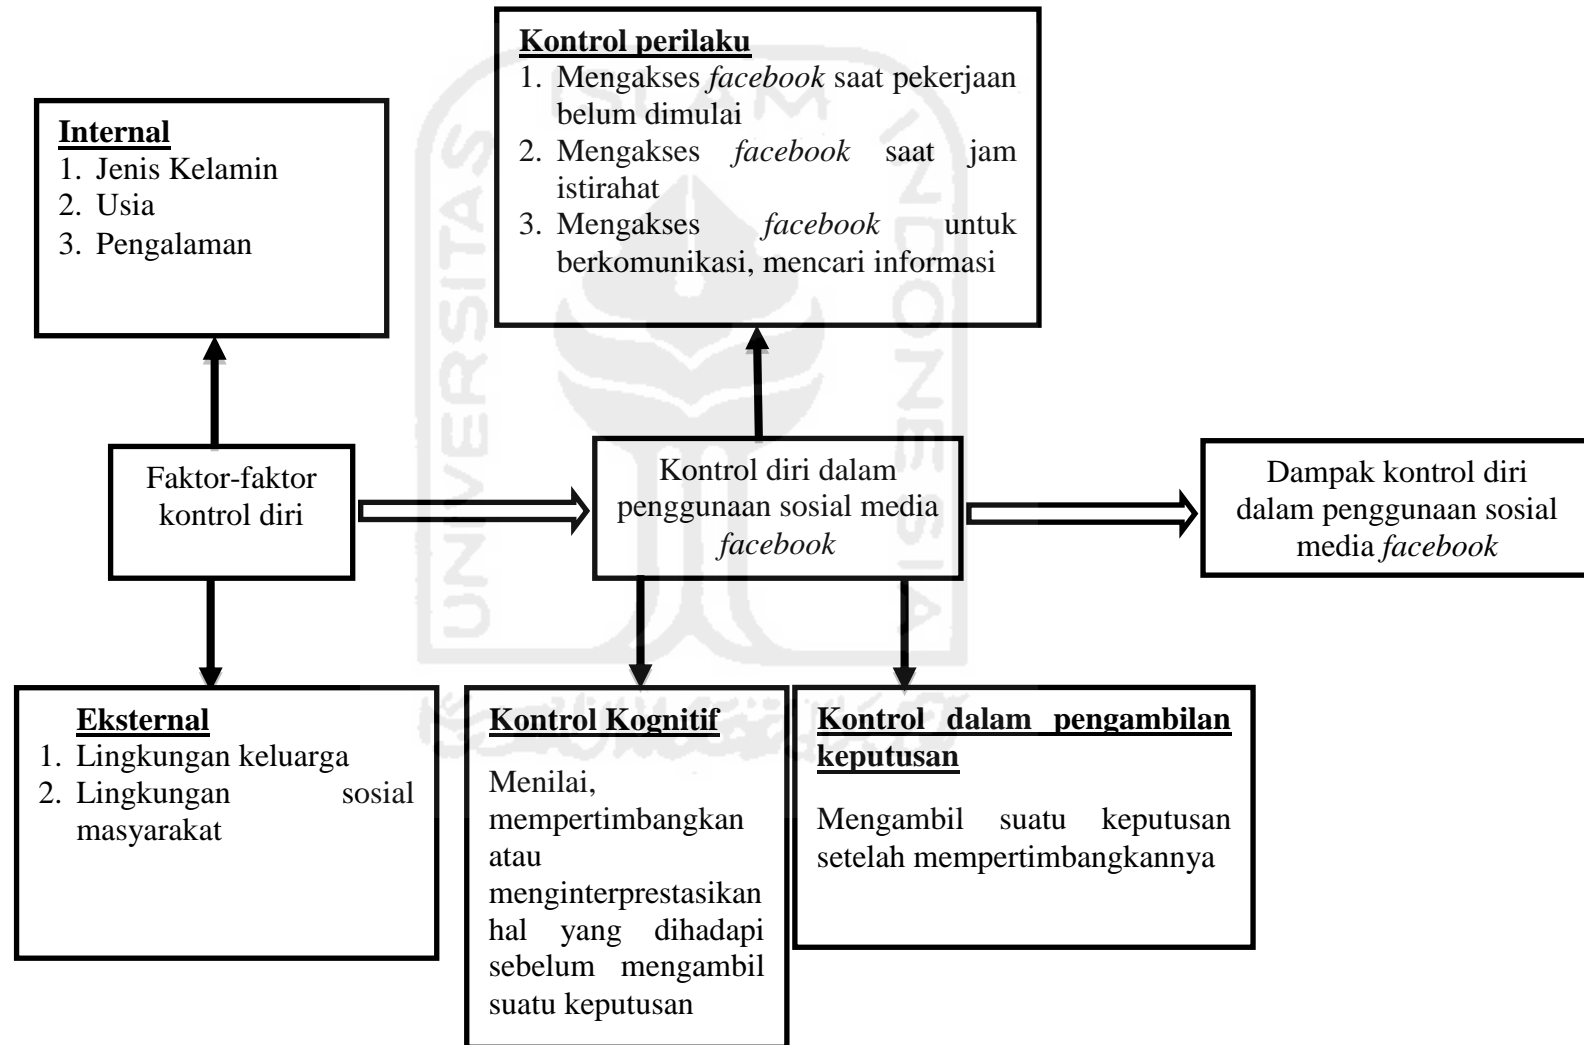 Kontrol perilaku
1. Mengakses facebook saat pekerjaan
belum dimulai
2. Mengakses facebook saat jam
istirahat
3. Mengakses facebook untuk
berkomunikasi, mencari informasi
Internal
1. Jenis Kelamin
2. Usia
3. Pengalaman
Faktor-faktor
kontrol diri
Kontrol diri dalam
penggunaan sosial media
facebook
Dampak kontrol diri
dalam penggunaan sosial
media facebook
Eksternal
1. Lingkungan keluarga
2. Lingkungan sosial
masyarakat
Kontrol Kognitif
Menilai,
mempertimbangkan
atau
menginterprestasikan
hal yang dihadapi
sebelum mengambil
suatu keputusan
Kontrol dalam pengambilan
keputusan
Mengambil suatu keputusan
setelah mempertimbangkannya
UNIVERSITAS
ISLAM
INDONESIA